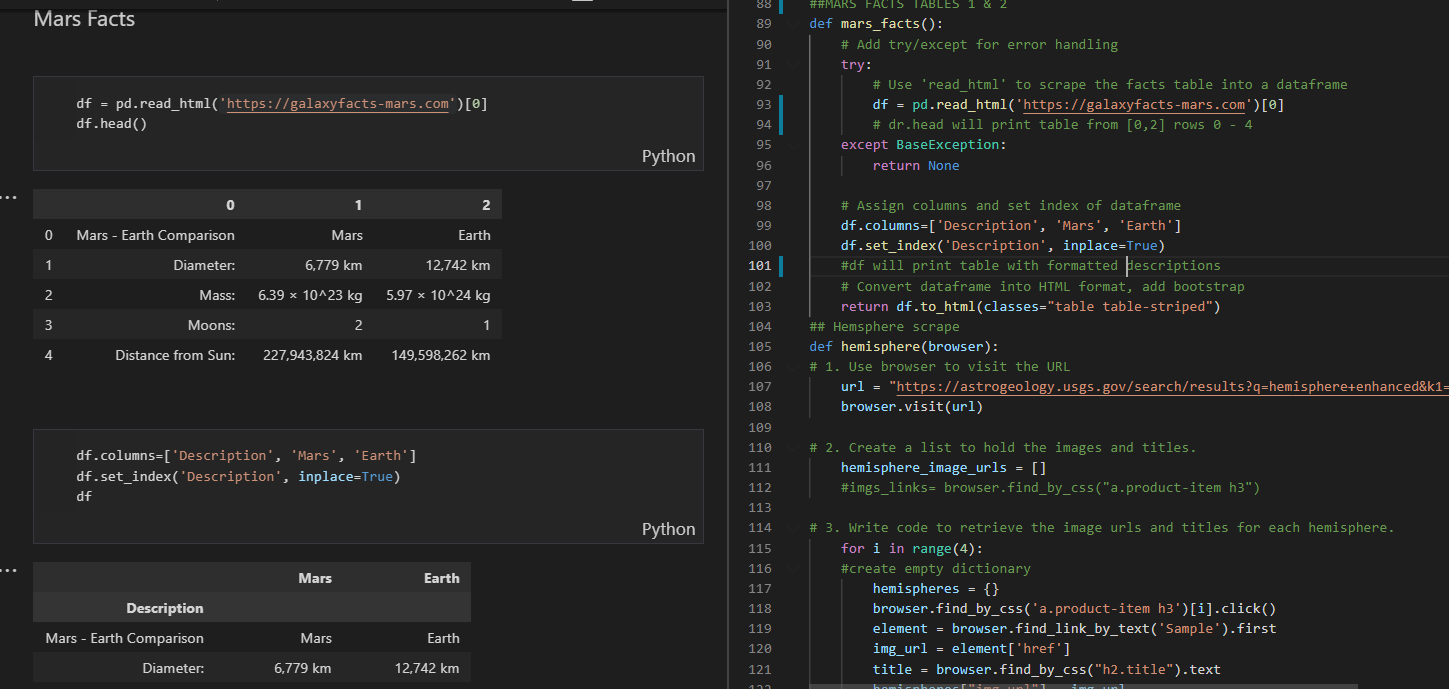 Mars Facts
df = pd.read_html('https://galaxyfacts-mars.com')[0]
df.head()
Python
...
0 1 2
0 Mars - Earth Comparison Mars Earth
1 Diameter: 6,779 km 12,742 km
2 Mass: 6.39 × 10^23 kg 5.97 × 10^24 kg
3 Moons: 2 1
4 Distance from Sun: 227,943,824 km 149,598,262 km
df.columns=['Description', 'Mars', 'Earth']
df.set_index('Description', inplace=True)
df
Python
...
Mars Earth
Description
Mars - Earth Comparison Mars Earth
Diameter: 6,779 km 12,742 km
88 ##MARS FACTS TABLES 1 & 2
89 def mars_facts():
90 # Add try/except for error handling
91 try:
92 # Use 'read_html' to scrape the facts table into a dataframe
93 df = pd.read_html('https://galaxyfacts-mars.com')[0]
94 # dr.head will print table from [0,2] rows 0 - 4
95 except BaseException:
96 return None
97
98 # Assign columns and set index of dataframe
99 df.columns=['Description', 'Mars', 'Earth']
100 df.set_index('Description', inplace=True)
101 #df will print table with formatted descriptions
102 # Convert dataframe into HTML format, add bootstrap
103 return df.to_html(classes="table table-striped")
104 ## Hemsphere scrape
105 def hemisphere(browser):
106 # 1. Use browser to visit the URL
107 url = "https://astrogeology.usgs.gov/search/results?q=hemisphere+enhanced&k1=
108 browser.visit(url)
109
110 # 2. Create a list to hold the images and titles.
111 hemisphere_image_urls = []
112 #imgs_links= browser.find_by_css("a.product-item h3")
113
114 # 3. Write code to retrieve the image urls and titles for each hemisphere.
115 for i in range(4):
116 #create empty dictionary
117 hemispheres = {}
118 browser.find_by_css('a.product-item h3')[i].click()
119 element = browser.find_link_by_text('Sample').first
120 img_url = element['href']
121 title = browser.find_by_css("h2.title").text